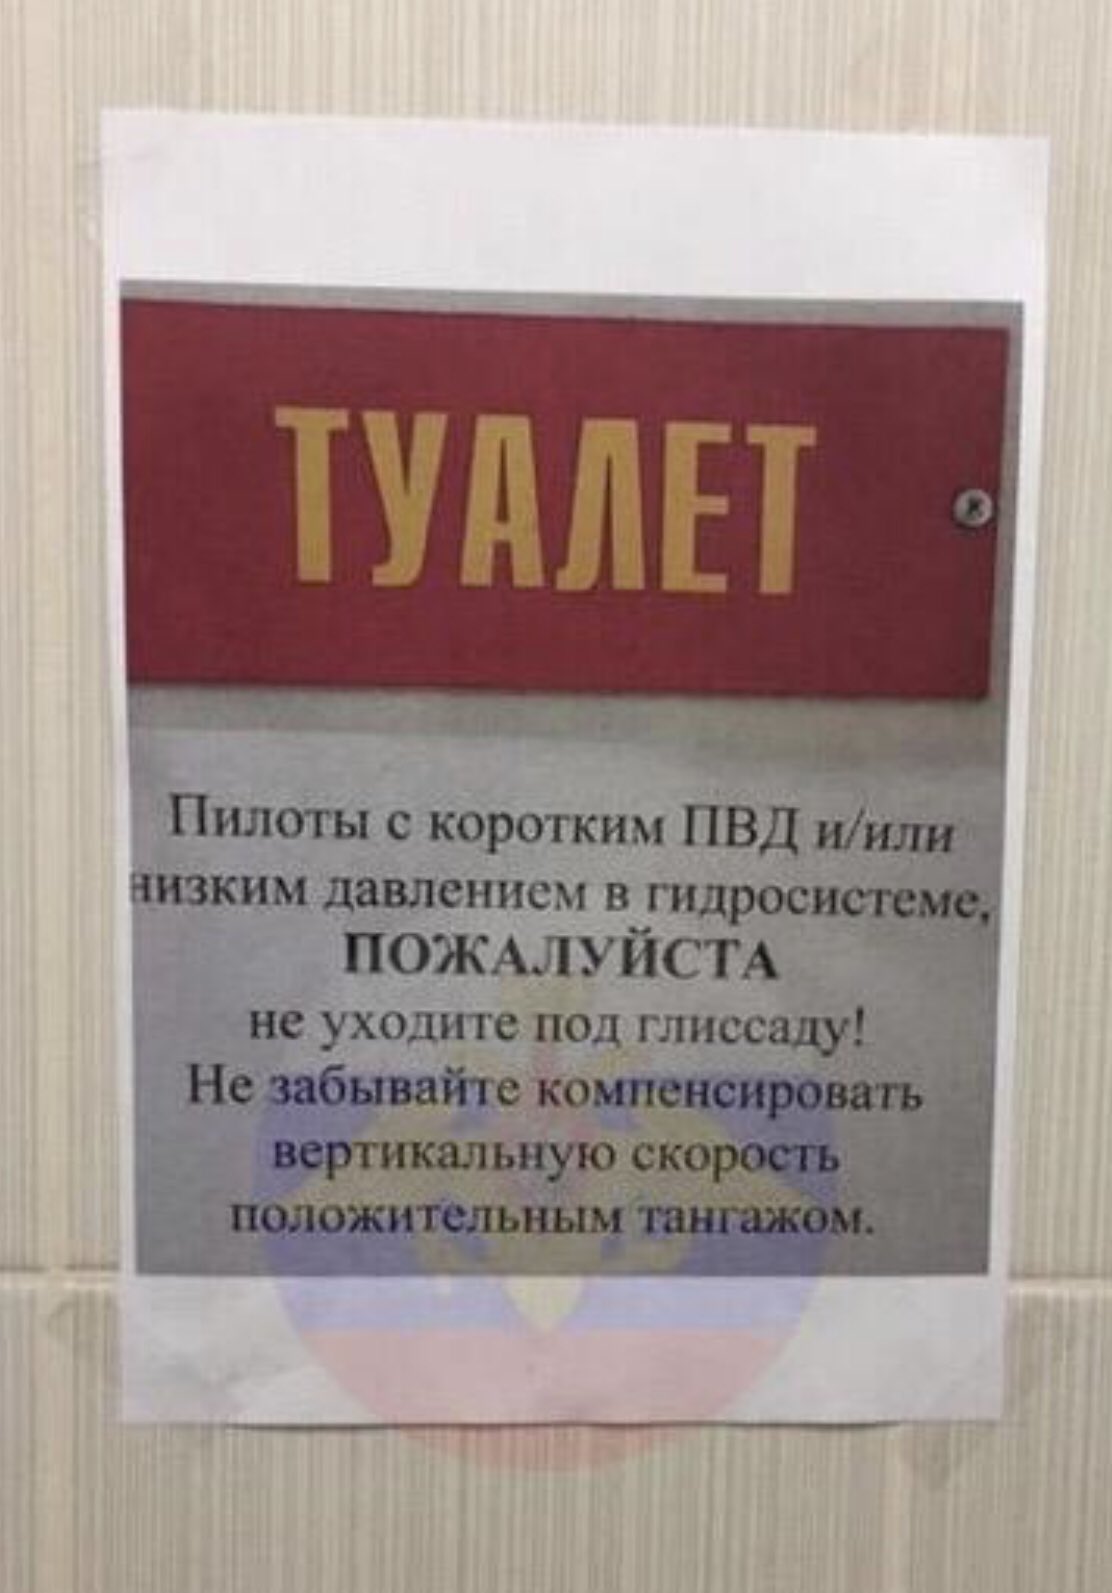 ТУАЛЕТ
Пилоты с коротким ПВД и/или
низким давлением в гидросистеме,
ПОЖАЛУЙСТА
не уходите под глиссаду!
Не забывайте компенсировать
вертикальную скорость
положительным тангажом.